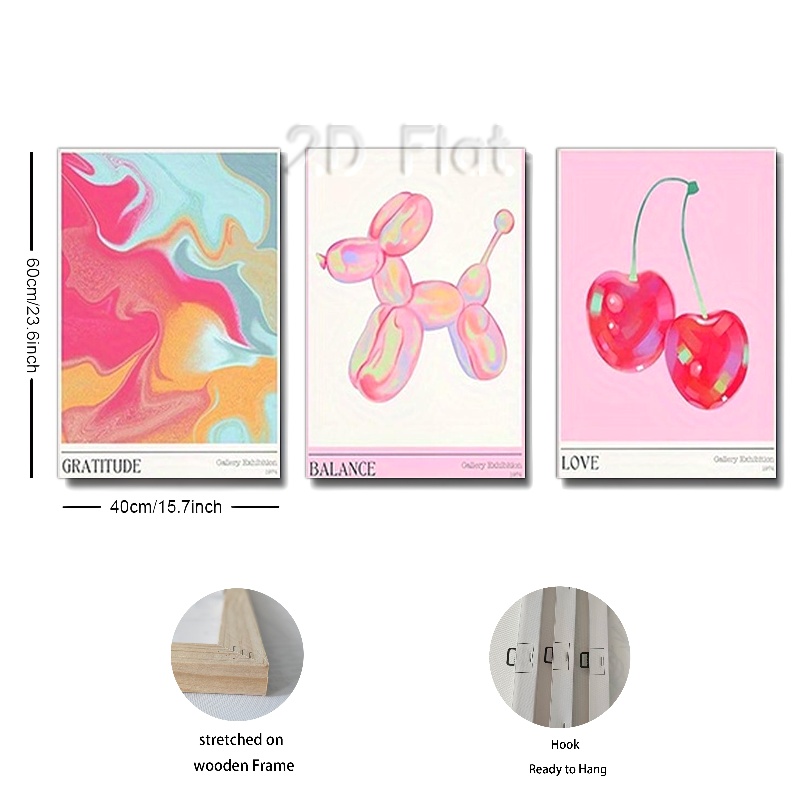 2D Flat
60cm/23.6inch
GRATITUDE
Gallery Exhibition
1974
BALANCE
Gallery Exhibition
LOVE
Gallery Exhibition
40cm/15.7inch
stretched on
wooden Frame
Hook
Ready to Hang